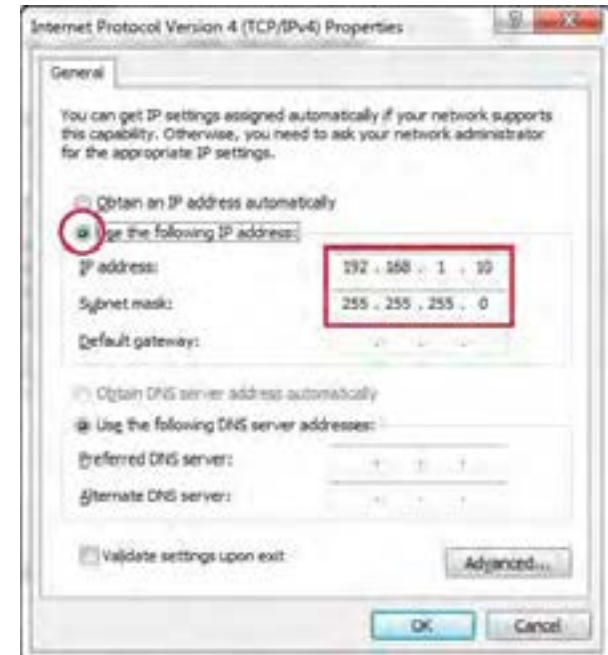 Internet Protocol Version 4 (TCP/IPv4) Properties
General
You can get IP settings assigned automatically if your network supports
this capability. Otherwise, you need to ask your network administrator
for the appropriate IP settings.
Obtain an IP address automatically
Use the following IP address:
IP address: 192 . 168 . 1 . 10
Subnet mask: 255 . 255 . 255 . 0
Default gateway: . . .
Obtain DNS server address automatically
Use the following DNS server addresses:
Preferred DNS server: . . .
Alternate DNS server: . . .
Validate settings upon exit
Advanced...
OK Cancel